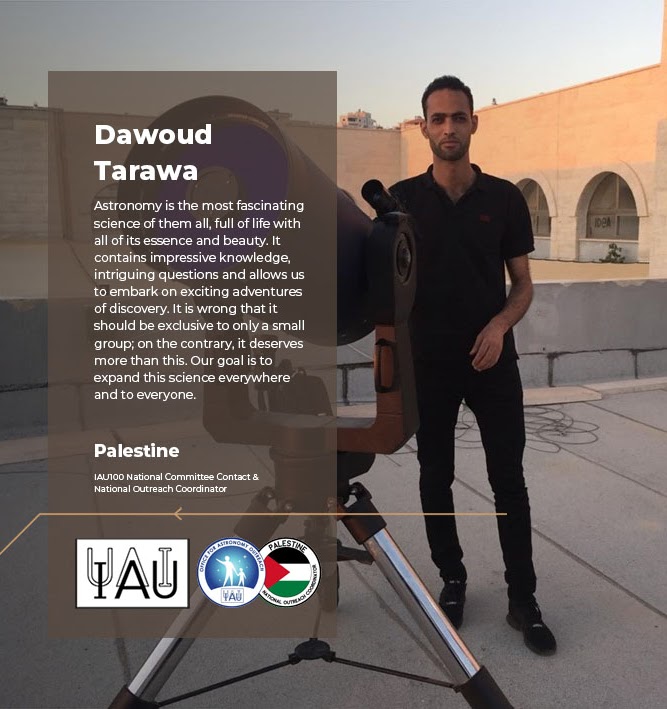 Dawoud
Tarawa
Astronomy is the most fascinating
science of them all, full of life with
all of its essence and beauty. It
contains impressive knowledge,
intriguing questions and allows us
to embark on exciting adventures
of discovery. It is wrong that it
should be exclusive to only a small
group; on the contrary, it deserves
more than this. Our goal is to
expand this science everywhere
and to everyone.
Palestine
IAU100 National Committee Contact &
National Outreach Coordinator
IAU
UAI
OFFICE FOR ASTRONOMY OUTREACH
IAU
PALESTINE
NATIONAL OUTREACH COORDINATOR